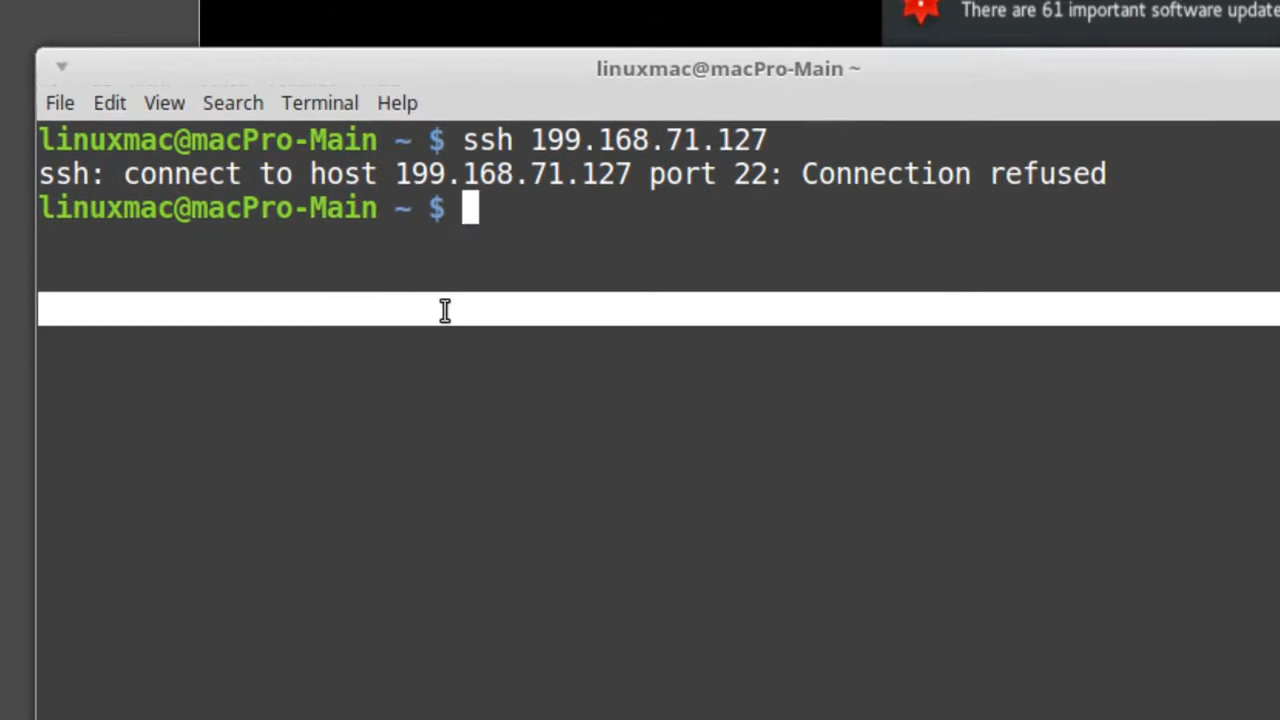 There are 61 important software update
linuxmac@macPro-Main ~
File Edit View Search Terminal Help
linuxmac@macPro-Main ~ $ ssh 199.168.71.127
ssh: connect to host 199.168.71.127 port 22: Connection refused
linuxmac@macPro-Main ~ $